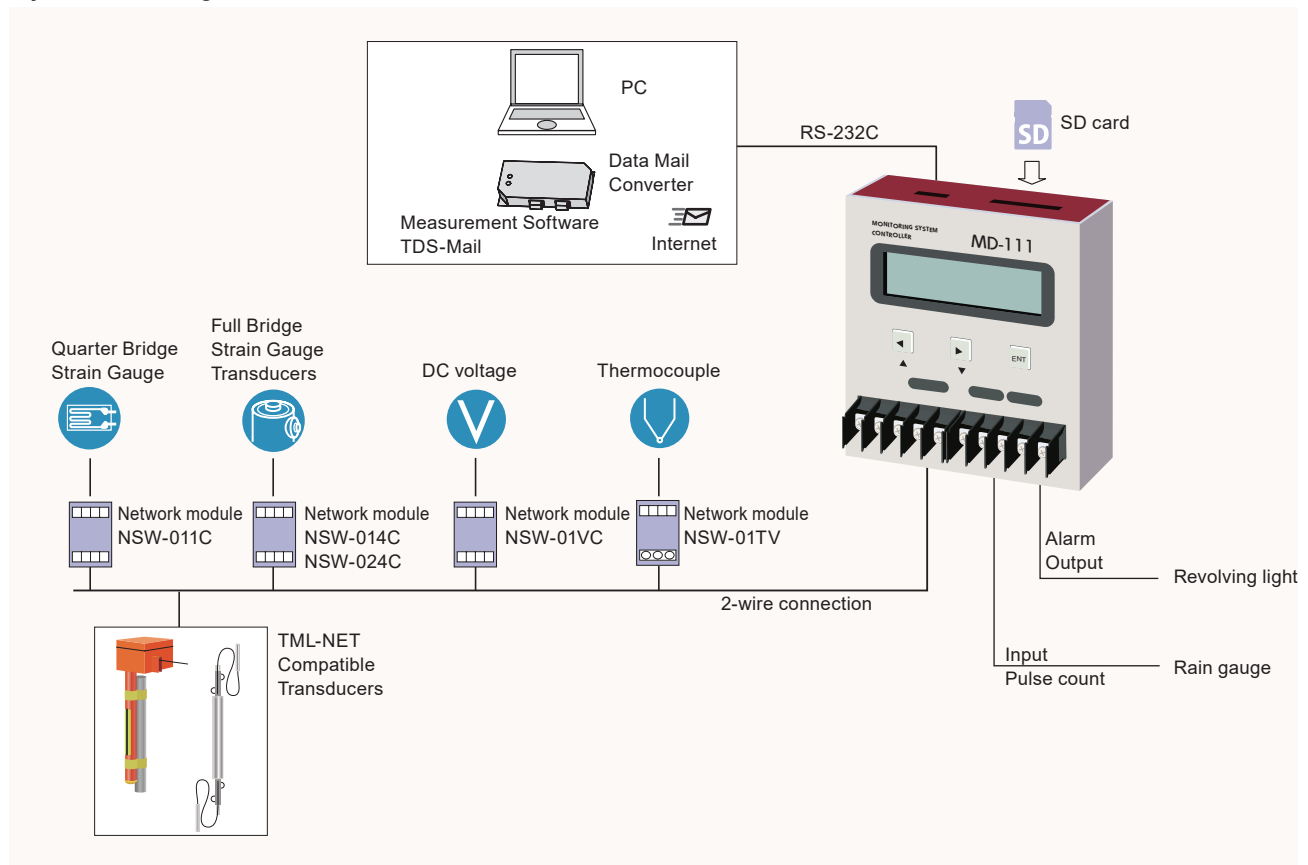 PC
Data Mail
Converter
Measurement Software
TDS-Mail
Internet
RS-232C
SD
SD card
MONITORING SYSTEM
CONTROLLER
MD-111
ENT
Quarter Bridge
Strain Gauge
Full Bridge
Strain Gauge
Transducers
DC voltage
V
Thermocouple
Network module
NSW-011C
Network module
NSW-014C
NSW-024C
Network module
NSW-01VC
Network module
NSW-01TV
2-wire connection
Alarm
Output
Revolving light
Input
Pulse count
Rain gauge
TML-NET
Compatible
Transducers